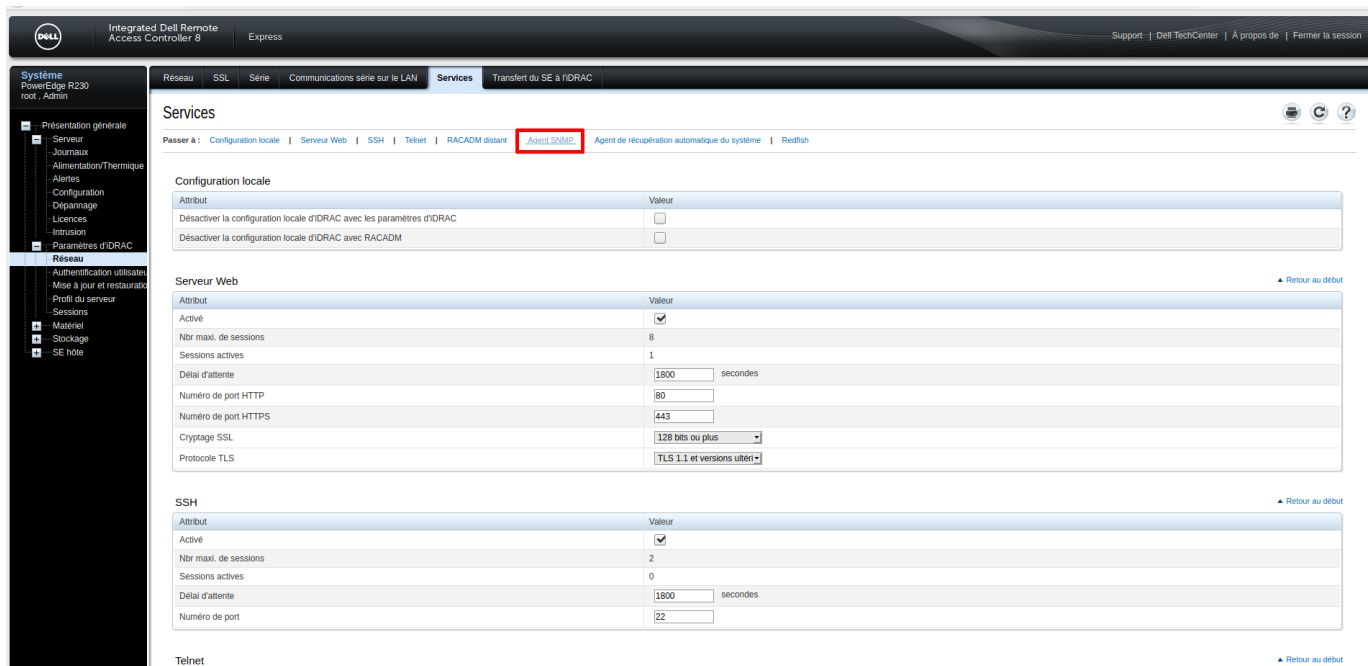 DELL
Integrated Dell Remote
Access Controller 8
Express
Support | Dell TechCenter | À propos de | Fermer la session
Système
PowerEdge R230
root , Admin
Présentation générale
Serveur
Journaux
Alimentation/Thermique
Alertes
Configuration
Dépannage
Licences
Intrusion
Paramètres d'iDRAC
Réseau
Authentification utilisateu
Mise à jour et restauratio
Profil du serveur
Sessions
Matériel
Stockage
SE hôte
Réseau SSL Série Communications série sur le LAN Services Transfert du SE à l'iDRAC
Services
Passer à : Configuration locale | Serveur Web | SSH | Telnet | RACADM distant Agent SNMP Agent de récupération automatique du système | Redfish
Configuration locale
Attribut Valeur
Désactiver la configuration locale d'iDRAC avec les paramètres d'iDRAC
Désactiver la configuration locale d'iDRAC avec RACADM
Serveur Web
Retour au début
Attribut Valeur
Activé
Nbr maxi. de sessions 8
Sessions actives 1
Délai d'attente 1800 secondes
Numéro de port HTTP 80
Numéro de port HTTPS 443
Cryptage SSL 128 bits ou plus
Protocole TLS TLS 1.1 et versions ultéri
SSH
Retour au début
Attribut Valeur
Activé
Nbr maxi. de sessions 2
Sessions actives 0
Délai d'attente 1800 secondes
Numéro de port 22
Telnet
Retour au début